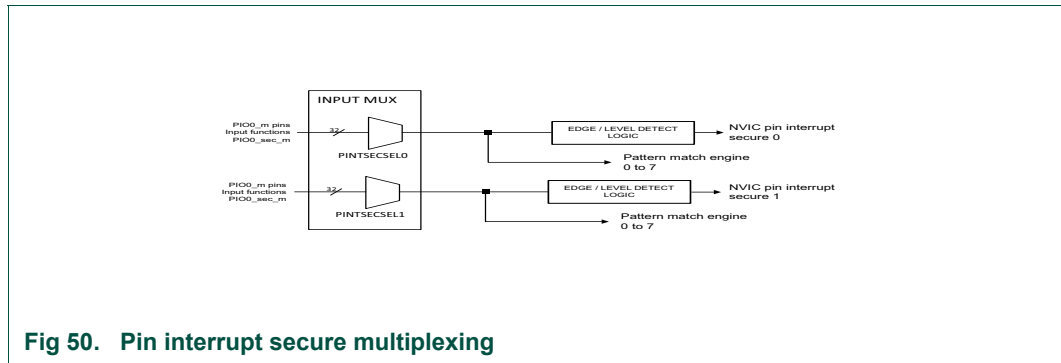 INPUT MUX
PIO0_m pins
Input functions
PIO0_sec_m
32
PINTSECSEL0
EDGE / LEVEL DETECT
LOGIC
NVIC pin interrupt
secure 0
Pattern match engine
0 to 7
PIO0_m pins
Input functions
PIO0_sec_m
32
PINTSECSEL1
EDGE / LEVEL DETECT
LOGIC
NVIC pin interrupt
secure 1
Pattern match engine
0 to 7
Fig 50. Pin interrupt secure multiplexing